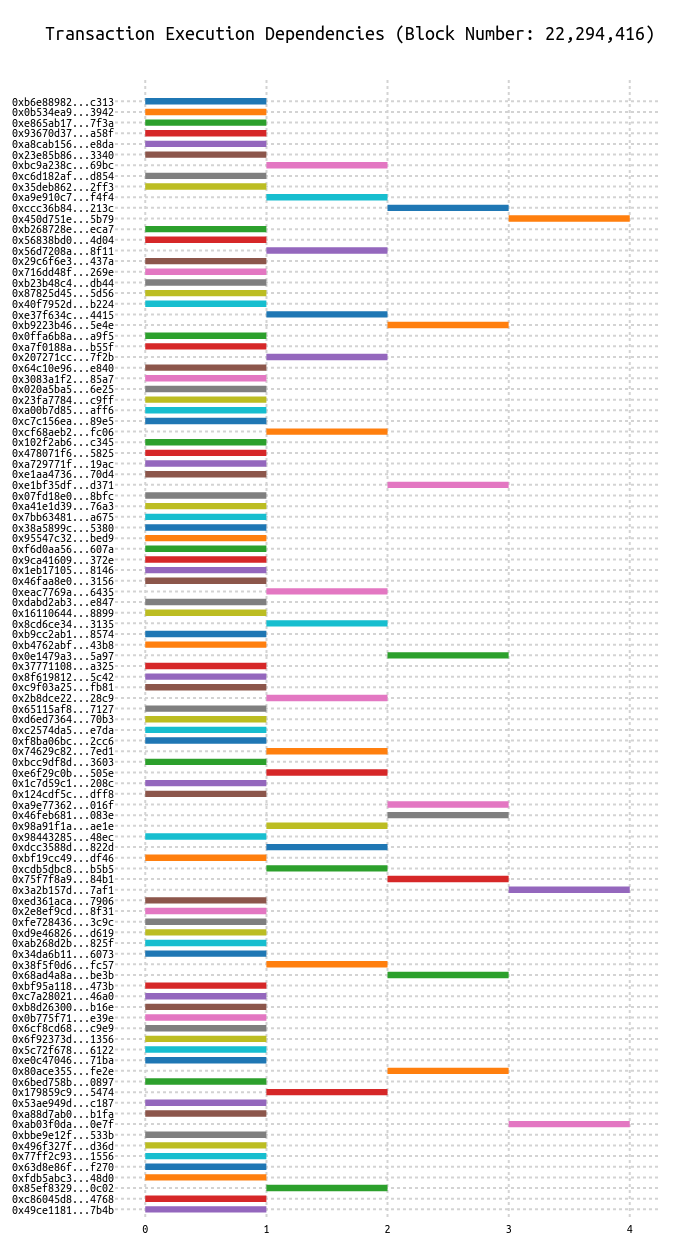 Transaction Execution Dependencies (Block Number: 22,294,416)
0xb6e88982...c313
0x0b534ea9...3942
0xe865ab17...7f3a
0x93670d37...a58f
0xa8cab156...e8da
0x23e85b86...3340
0xbc9a238c...69bc
0xc6d182af...d854
0x35deb862...2ff3
0xa9e910c7...f4f4
0xccc36b84...213c
0x450d751e...5b79
0xb268728e...eca7
0x56838bd0...4d04
0x56d7208a...8f11
0x29c6f6e3...437a
0x716dd48f...269e
0xb23b48c4...db44
0x87825d45...5d56
0x40f7952d...b224
0xe37f634c...4415
0xb9223b46...5e4e
0x0ffa6b8a...a9f5
0xa7f0188a...b55f
0x207271cc...7f2b
0x64c10e96...e840
0x3083a1f2...85a7
0x020a5ba5...6e25
0x23fa7784...c9ff
0xa00b7d85...aff6
0xc7c156ea...89e5
0xcf68aeb2...fc06
0x102f2ab6...c345
0x478071f6...5825
0xa729771f...19ac
0xe1aa4736...70d4
0xe1bf35df...d371
0x07fd18e0...8bfc
0xa41e1d39...76a3
0x7bb63481...a675
0x38a5899c...5380
0x95547c32...bed9
0xf6d0aa56...607a
0x9ca41609...372e
0x1eb17105...8146
0x46faa8e0...3156
0xeac7769a...6435
0xdabd2ab3...e847
0x16110644...8899
0x8cd6ce34...3135
0xb9cc2ab1...8574
0xb4762abf...43b8
0x0e1479a3...5a97
0x37771108...a325
0x8f619812...5c42
0xc9f03a25...fb81
0x2b8dce22...28c9
0x65115af8...7127
0xd6ed7364...70b3
0xc2574da5...e7da
0xf8ba06bc...2cc6
0x74629c82...7ed1
0xbcc9df8d...3603
0xe6f29c0b...505e
0x1c7d59c1...208c
0x124cdf5c...dff8
0xa9e77362...016f
0x46feb681...083e
0x98a91f1a...ae1e
0x98443285...48ec
0xdcc3588d...822d
0xbf19cc49...df46
0xcdb5dbc8...b5b5
0x75f7f8a9...84b1
0x3a2b157d...7af1
0xed361aca...7906
0x2e8ef9cd...8f31
0xfe728436...3c9c
0xd9e46826...d619
0xab268d2b...825f
0x34da6b11...6073
0x38f5f0d6...fc57
0x68ad4a8a...be3b
0xbf95a118...473b
0xc7a28021...46a0
0xb8d26300...b16e
0x0b775f71...e39e
0x6cf8cd68...c9e9
0x6f92373d...1356
0x5c72f678...6122
0xe0c47046...71ba
0x80ace355...fe2e
0x6bed758b...0897
0x179859c9...5474
0x53ae949d...c187
0xa88d7ab0...b1fa
0xab03f0da...0e7f
0xbbe9e12f...533b
0x496f327f...d36d
0x77ff2c93...1556
0x63d8e86f...f270
0xfdb5abc3...48d0
0x85ef8329...0c02
0xc86045d8...4768
0x49ce1181...7b4b
0 1 2 3 4